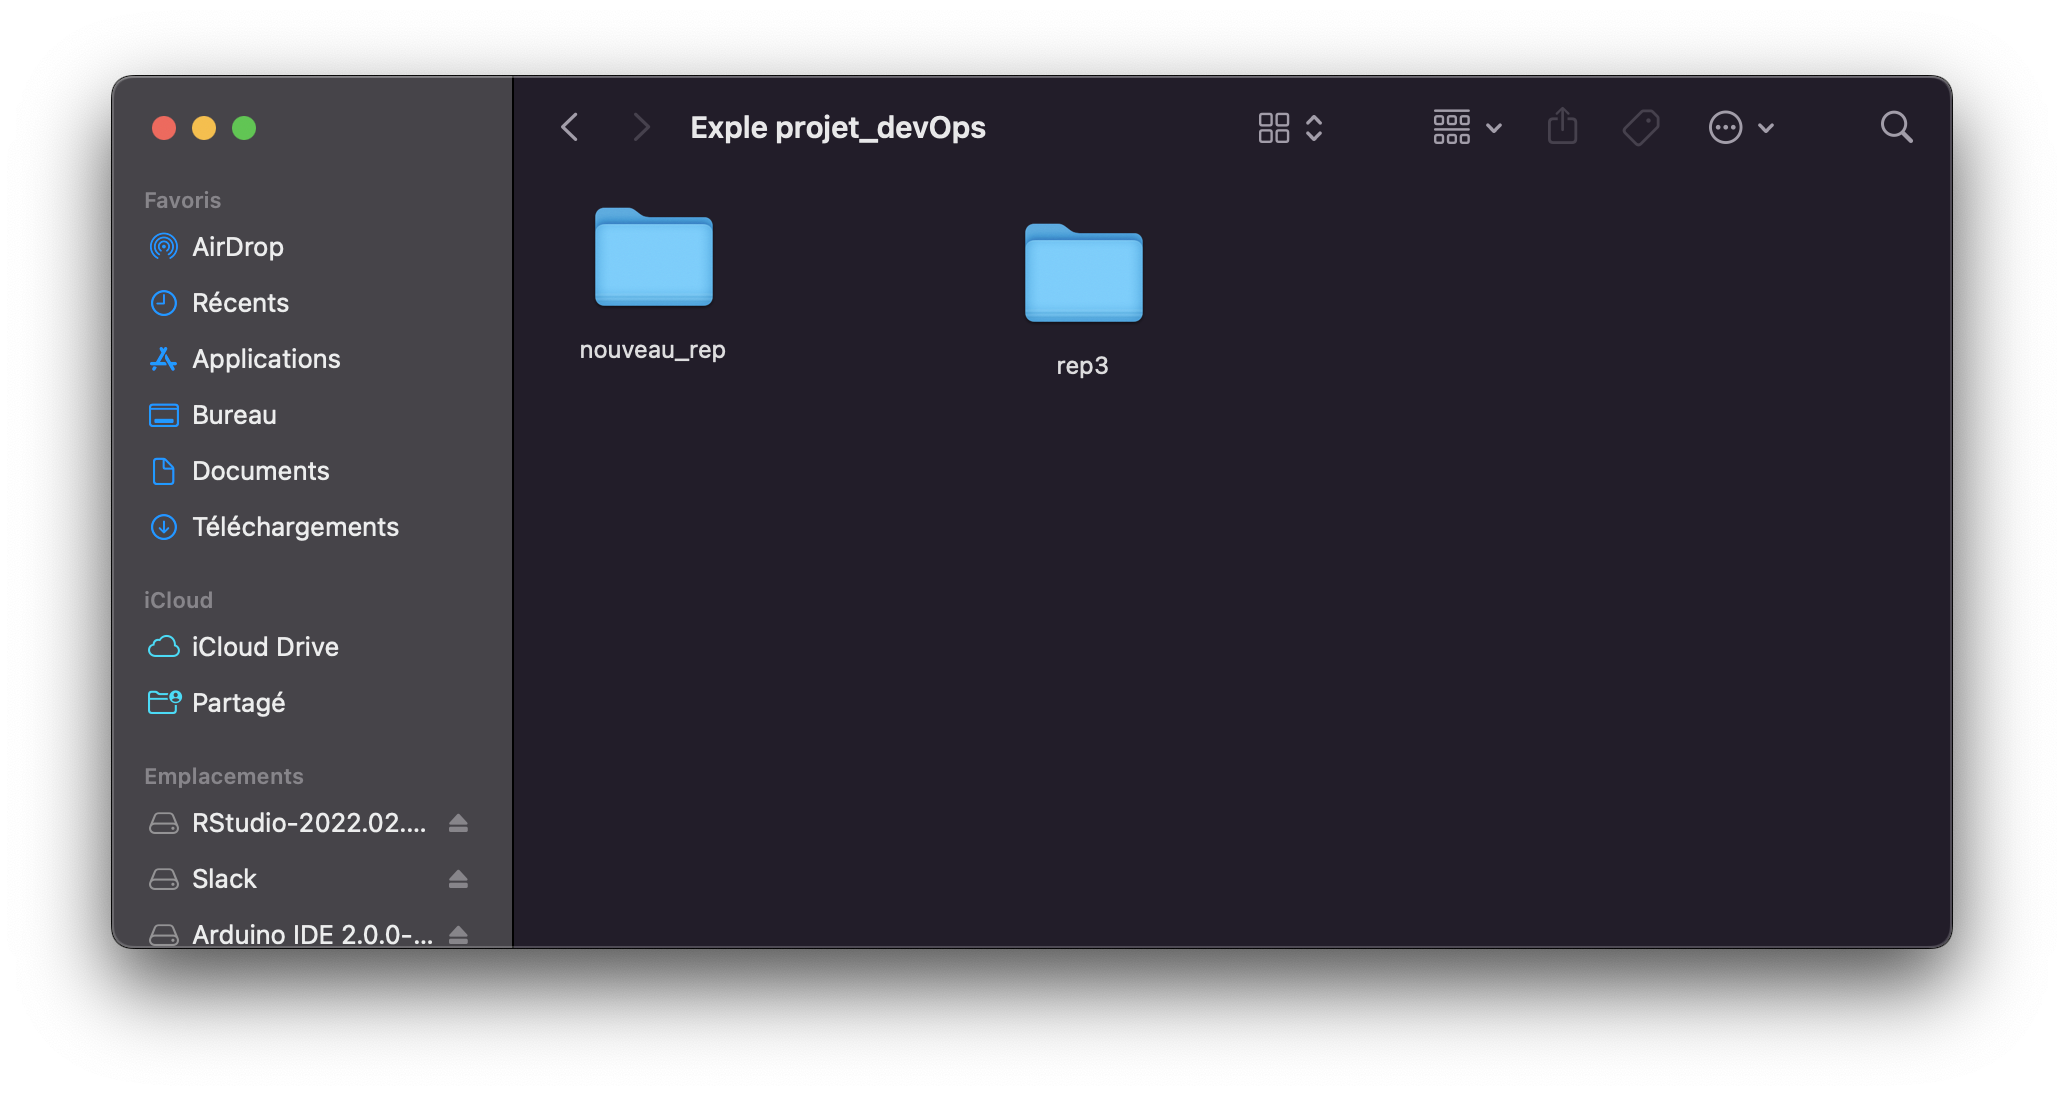 Exple projet_devOps
Favoris
AirDrop
Récents
Applications
Bureau
Documents
Téléchargements
iCloud
iCloud Drive
Partagé
Emplacements
RStudio-2022.02....
Slack
Arduino IDE 2.0.0-...
nouveau_rep
rep3